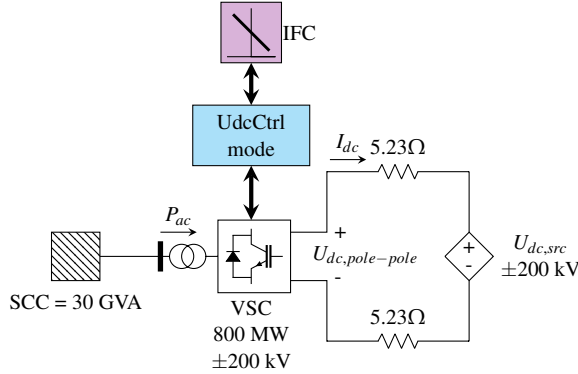 IFC
UdcCtrl
mode
I_dc
5.23Ω
P_ac
+
U_dc,pole−pole
-
+
-
U_dc,src
±200 kV
SCC = 30 GVA
VSC
800 MW
±200 kV
5.23Ω